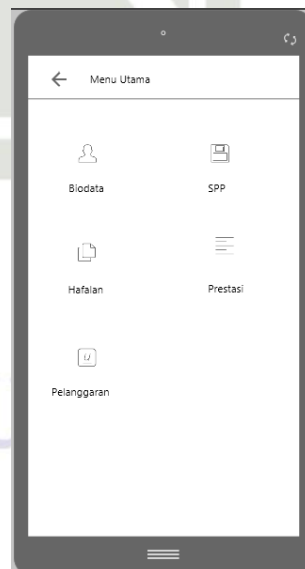 Menu Utama
Biodata
SPP
Hafalan
Prestasi
Pelanggaran